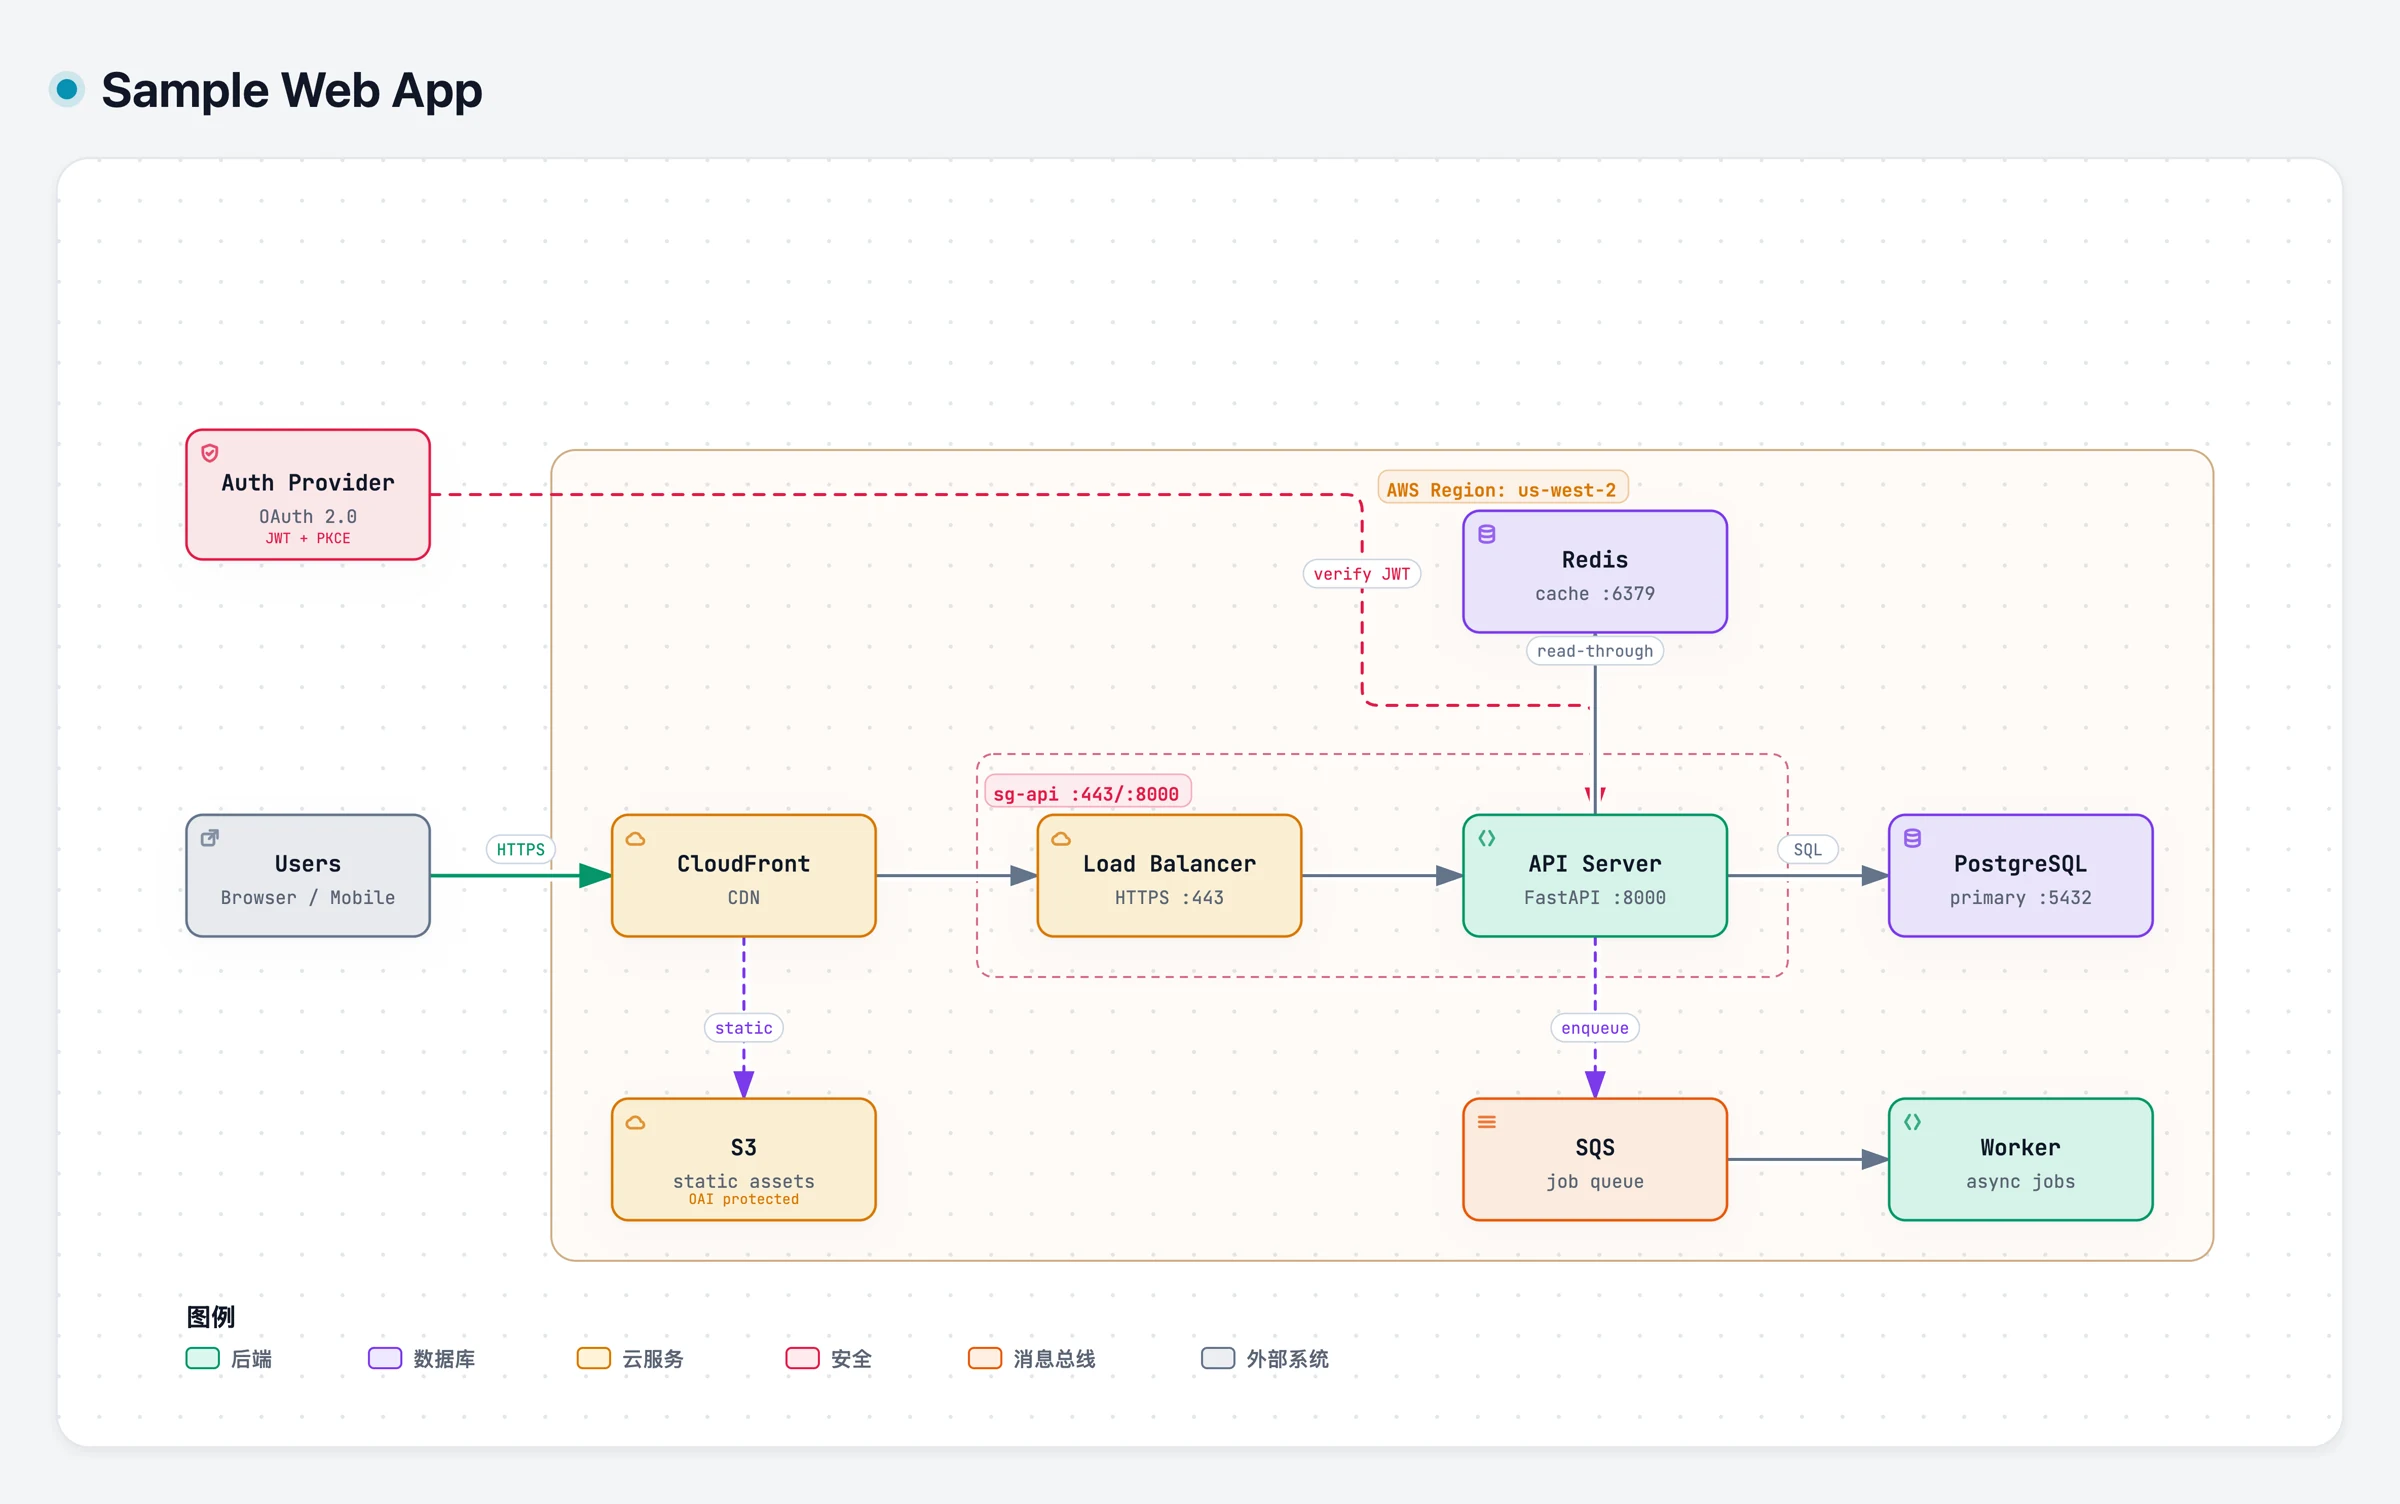 Sample Web App
Auth Provider
OAuth 2.0
JWT + PKCE
AWS Region: us-west-2
Redis
cache :6379
verify JWT
read-through
sg-api :443/:8000
Users
Browser / Mobile
HTTPS
CloudFront
CDN
Load Balancer
HTTPS :443
API Server
FastAPI :8000
SQL
PostgreSQL
primary :5432
static
enqueue
S3
static assets
OAI protected
SQS
job queue
Worker
async jobs
图例
后端
数据库
云服务
安全
消息总线
外部系统